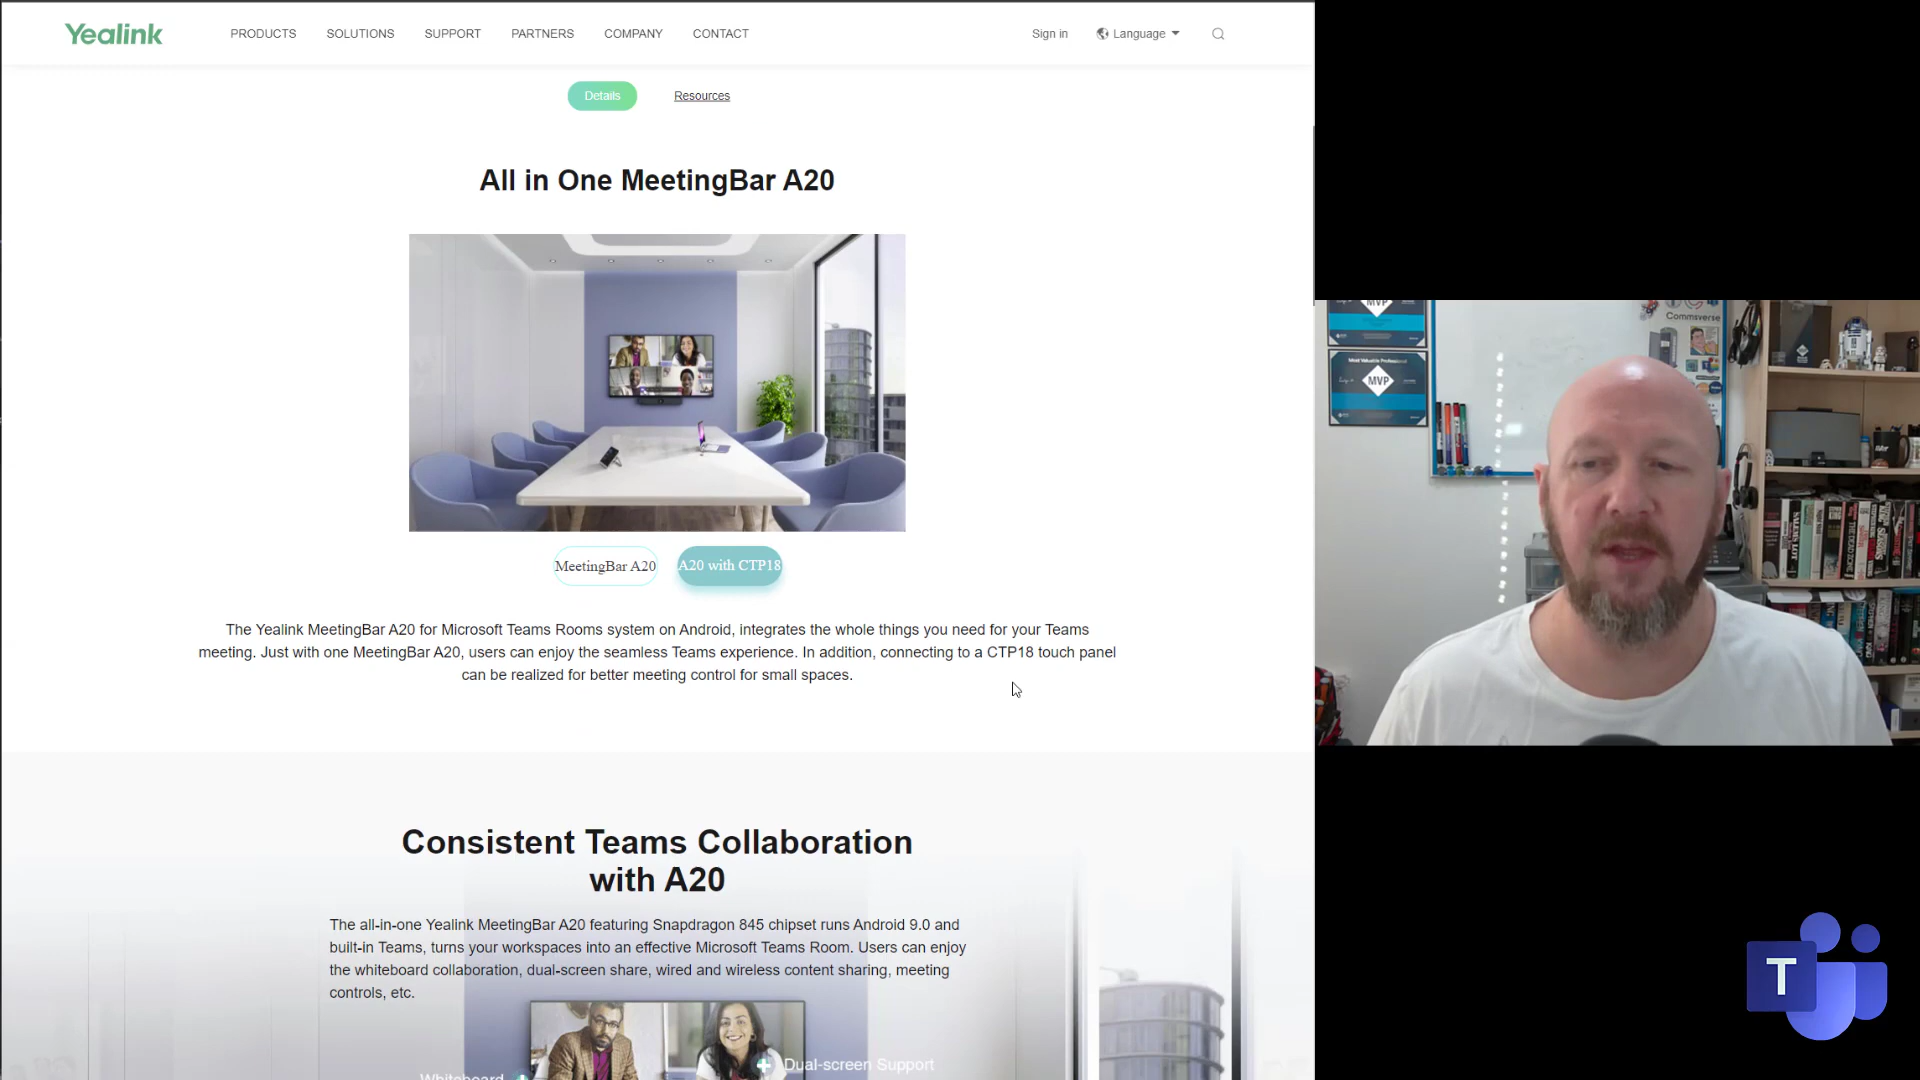 Yealink
PRODUCTS SOLUTIONS SUPPORT PARTNERS COMPANY CONTACT
Sign in Language
Details Resources
All in One MeetingBar A20
MeetingBar A20 A20 with CTP18
The Yealink MeetingBar A20 for Microsoft Teams Rooms system on Android, integrates the whole things you need for your Teams
meeting. Just with one MeetingBar A20, users can enjoy the seamless Teams experience. In addition, connecting to a CTP18 touch panel
can be realized for better meeting control for small spaces.
Consistent Teams Collaboration
with A20
The all-in-one Yealink MeetingBar A20 featuring Snapdragon 845 chipset runs Android 9.0 and
built-in Teams, turns your workspaces into an effective Microsoft Teams Room. Users can enjoy
the whiteboard collaboration, dual-screen share, wired and wireless content sharing, meeting
controls, etc.
Dual-screen Support
Whiteboard
MVP
Most Valuable Professional
MVP
Commsverse
T